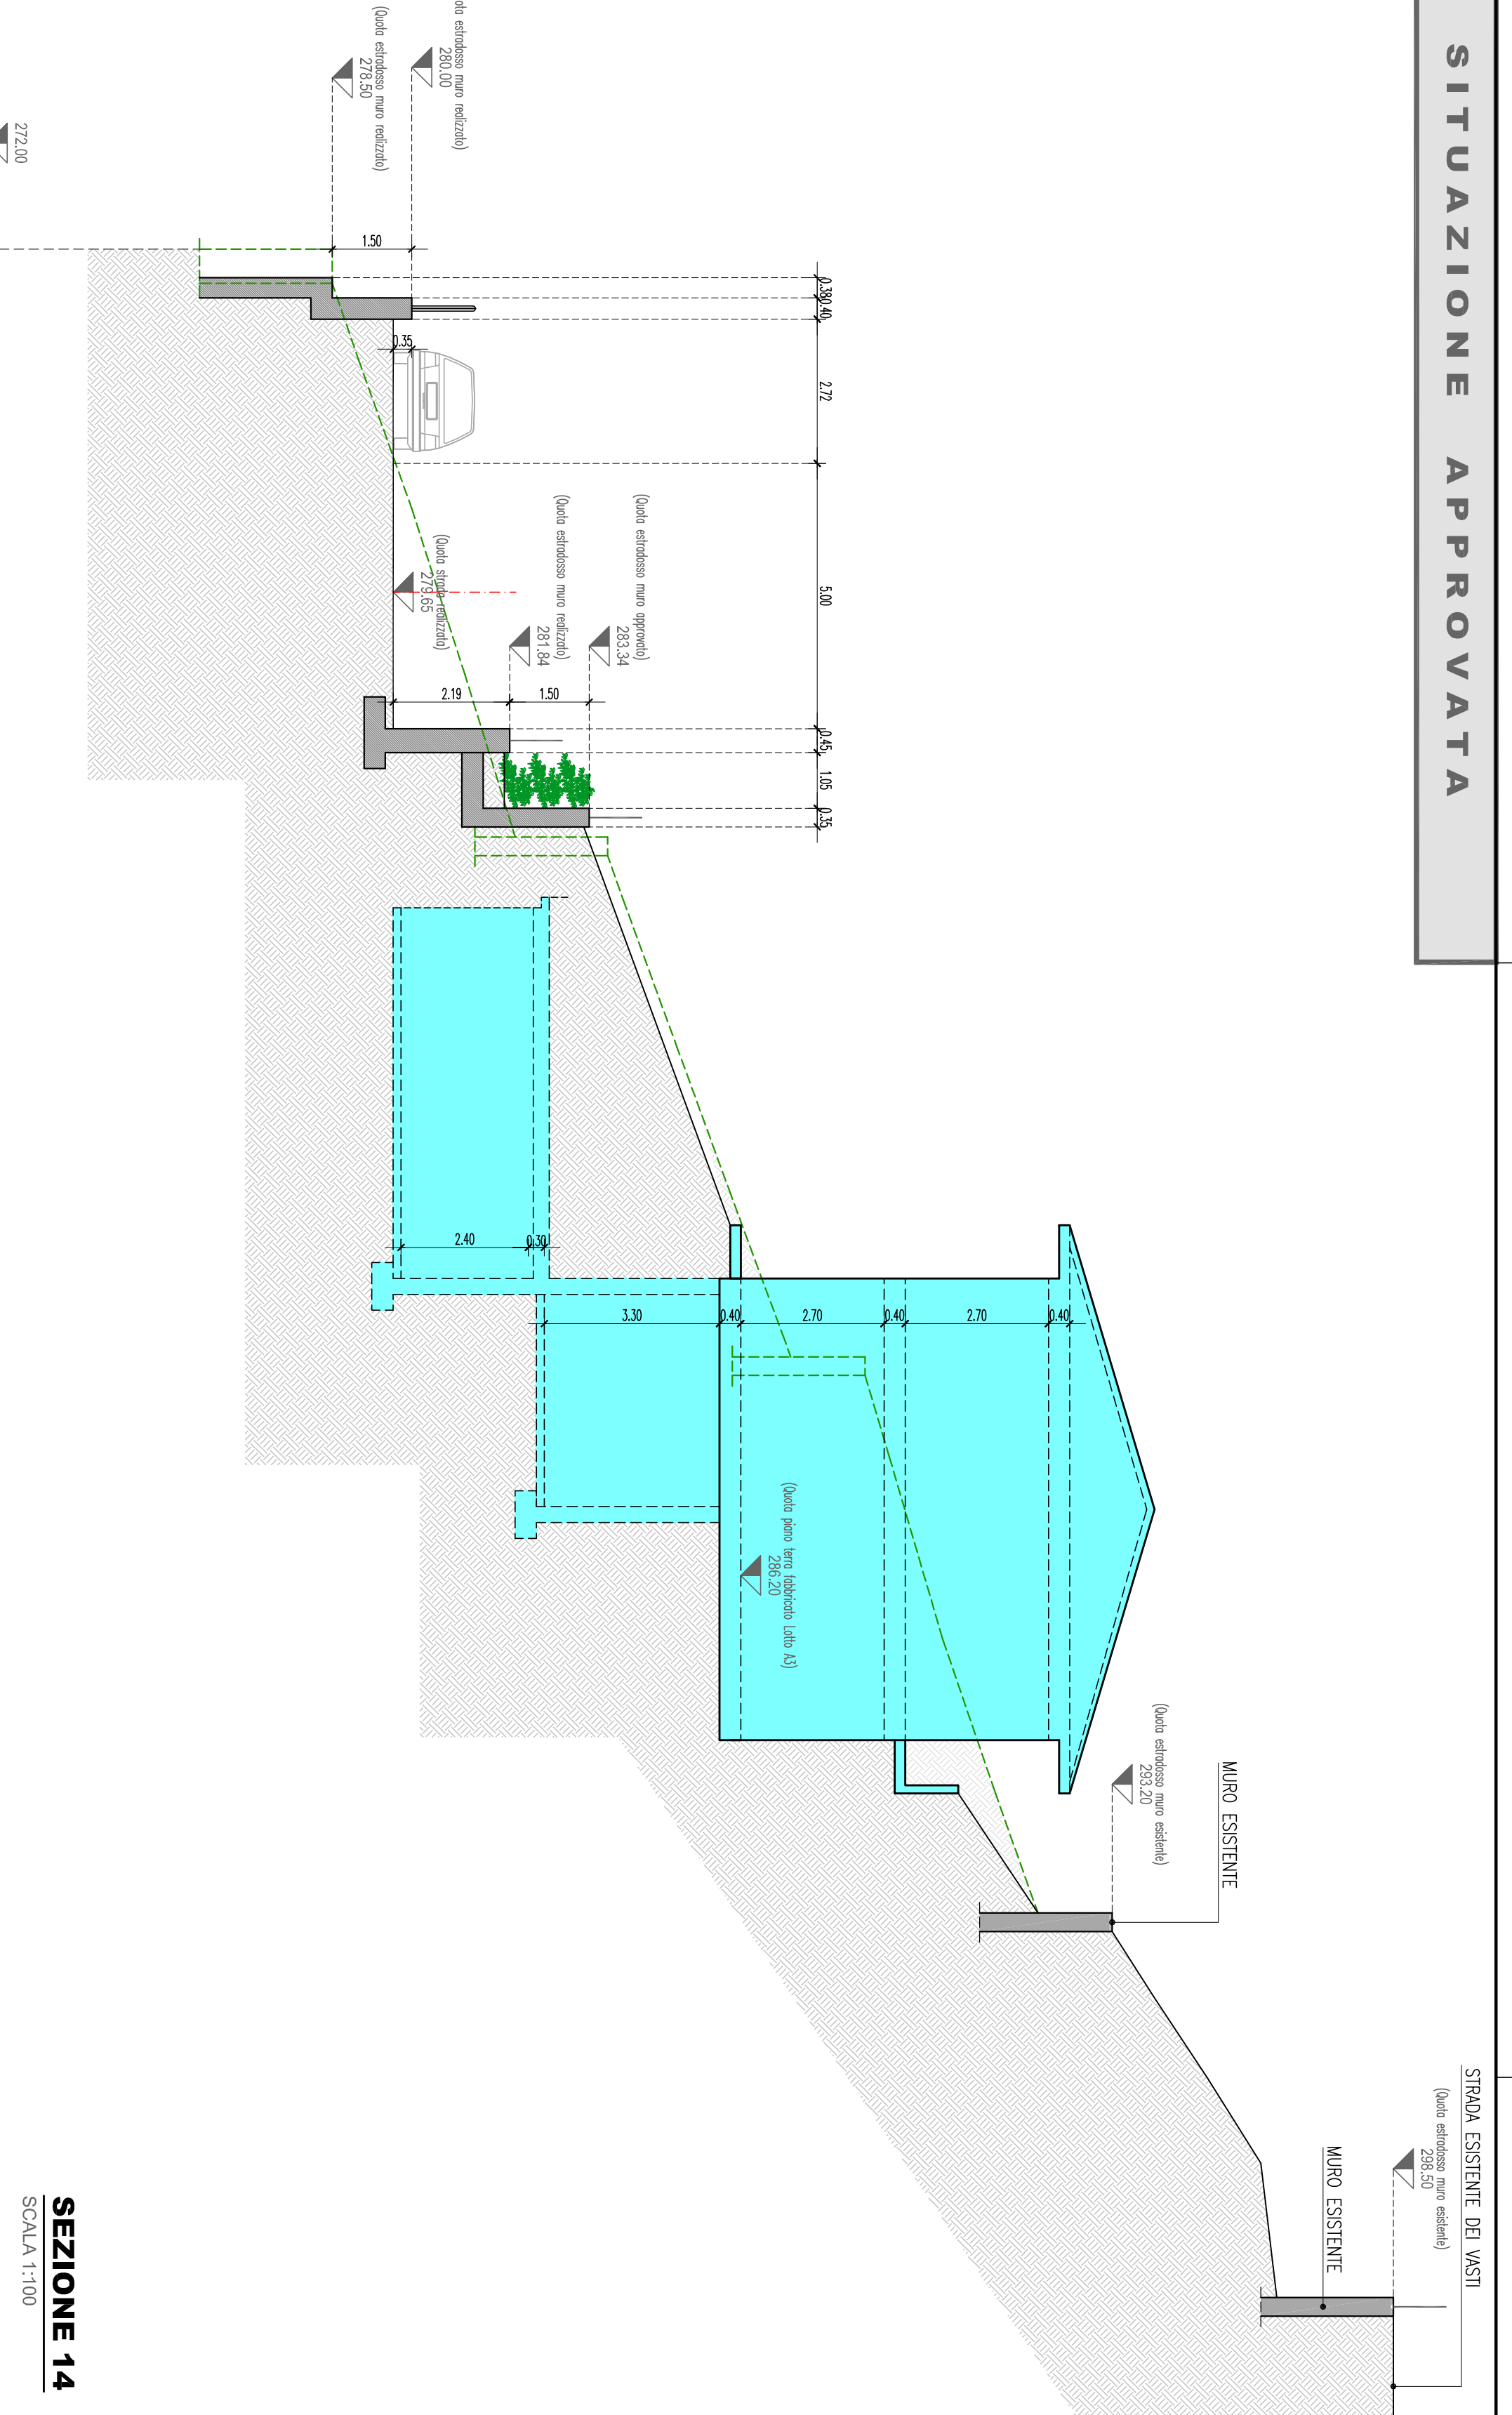 SITUAZIONE APPROVATA
STRADA ESISTENTE DEI VASTI
(Quota estradosso muro esistente)
298.50
MURO ESISTENTE
MURO ESISTENTE
(Quota estradosso muro esistente)
293.20
0.38
0.40
2.72
5.00
0.45
1.05
0.35
(Quota estradosso muro approvato)
283.34
(Quota estradosso muro realizzato)
281.84
1.50
2.19
(Quota strada realizzata)
279.65
ota estradosso muro realizzato)
280.00
(Quota estradosso muro realizzato)
278.50
1.50
0.35
272.00
0.40
2.70
0.40
2.70
0.40
3.30
(Quota piano terra fabbricato Lotto A3)
286.20
0.30
2.40
SEZIONE 14
SCALA 1:100